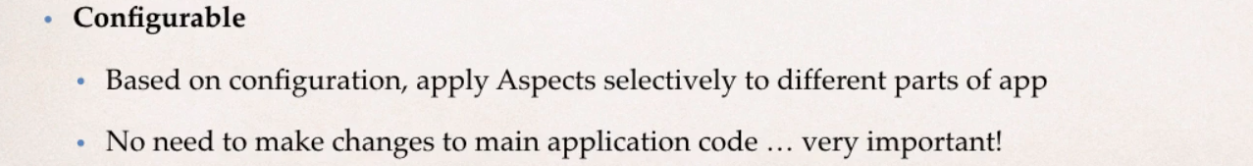 • Configurable
• Based on configuration, apply Aspects selectively to different parts of app
• No need to make changes to main application code … very important!